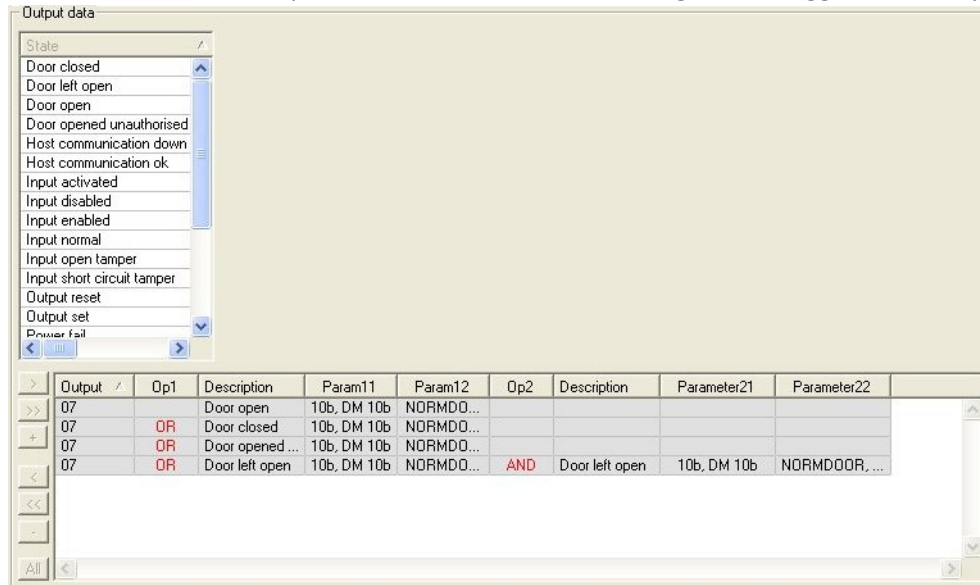 Output data
State
Door closed
Door left open
Door open
Door opened unauthorised
Host communication down
Host communication ok
Input activated
Input disabled
Input enabled
Input normal
Input open tamper
Input short circuit tamper
Output reset
Output set
Power fail
> Output Op1 Description Param11 Param12 Op2 Description Parameter21 Parameter22
>> 07 Door open 10b, DM 10b NORMDO...
07 OR Door closed 10b, DM 10b NORMDO...
+ 07 OR Door opened ... 10b, DM 10b NORMDO...
07 OR Door left open 10b, DM 10b NORMDO... AND Door left open 10b, DM 10b NORMDOOR, ...
<
<<
-
All